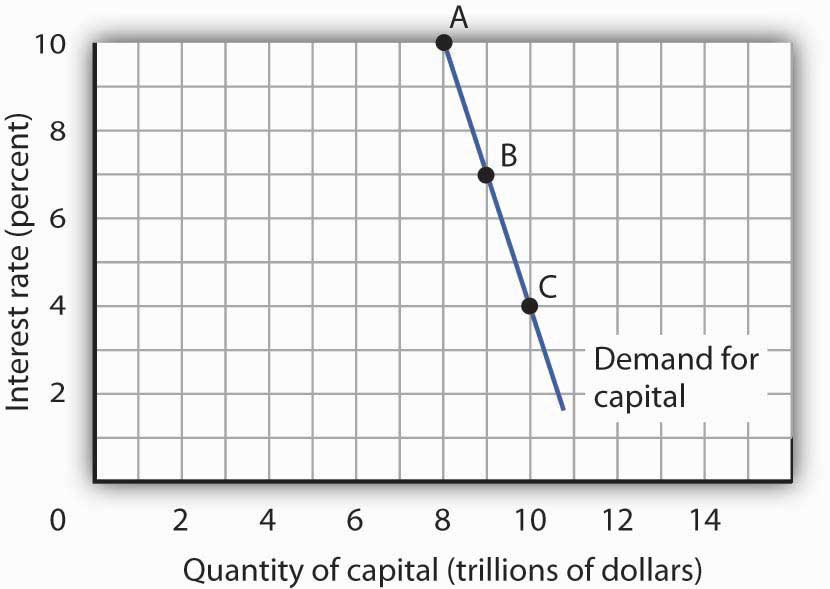 A
10
8
B
6
C
4
Demand for
capital
2
0
2
4
6
8
10
12
14
Interest rate (percent)
Quantity of capital (trillions of dollars)